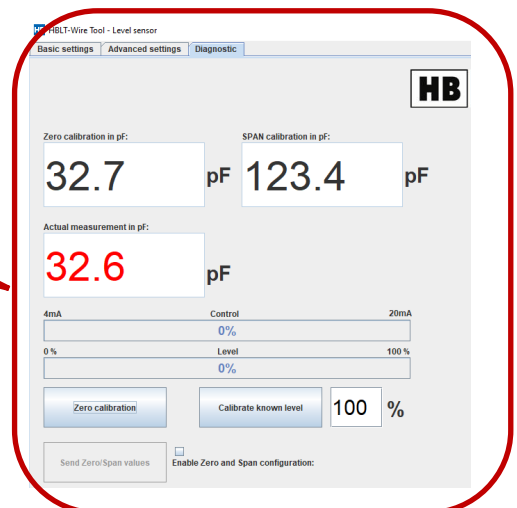 HBLT-Wire Tool - Level sensor
Basic settings Advanced settings Diagnostic
HB
Zero calibration in pF: SPAN calibration in pF:
32.7 pF 123.4 pF
Actual measurement in pF:
32.6 pF
4mA Control 20mA
0%
0 % Level 100 %
0%
Zero calibration Calibrate known level 100 %
Send Zero/Span values Enable Zero and Span configuration: